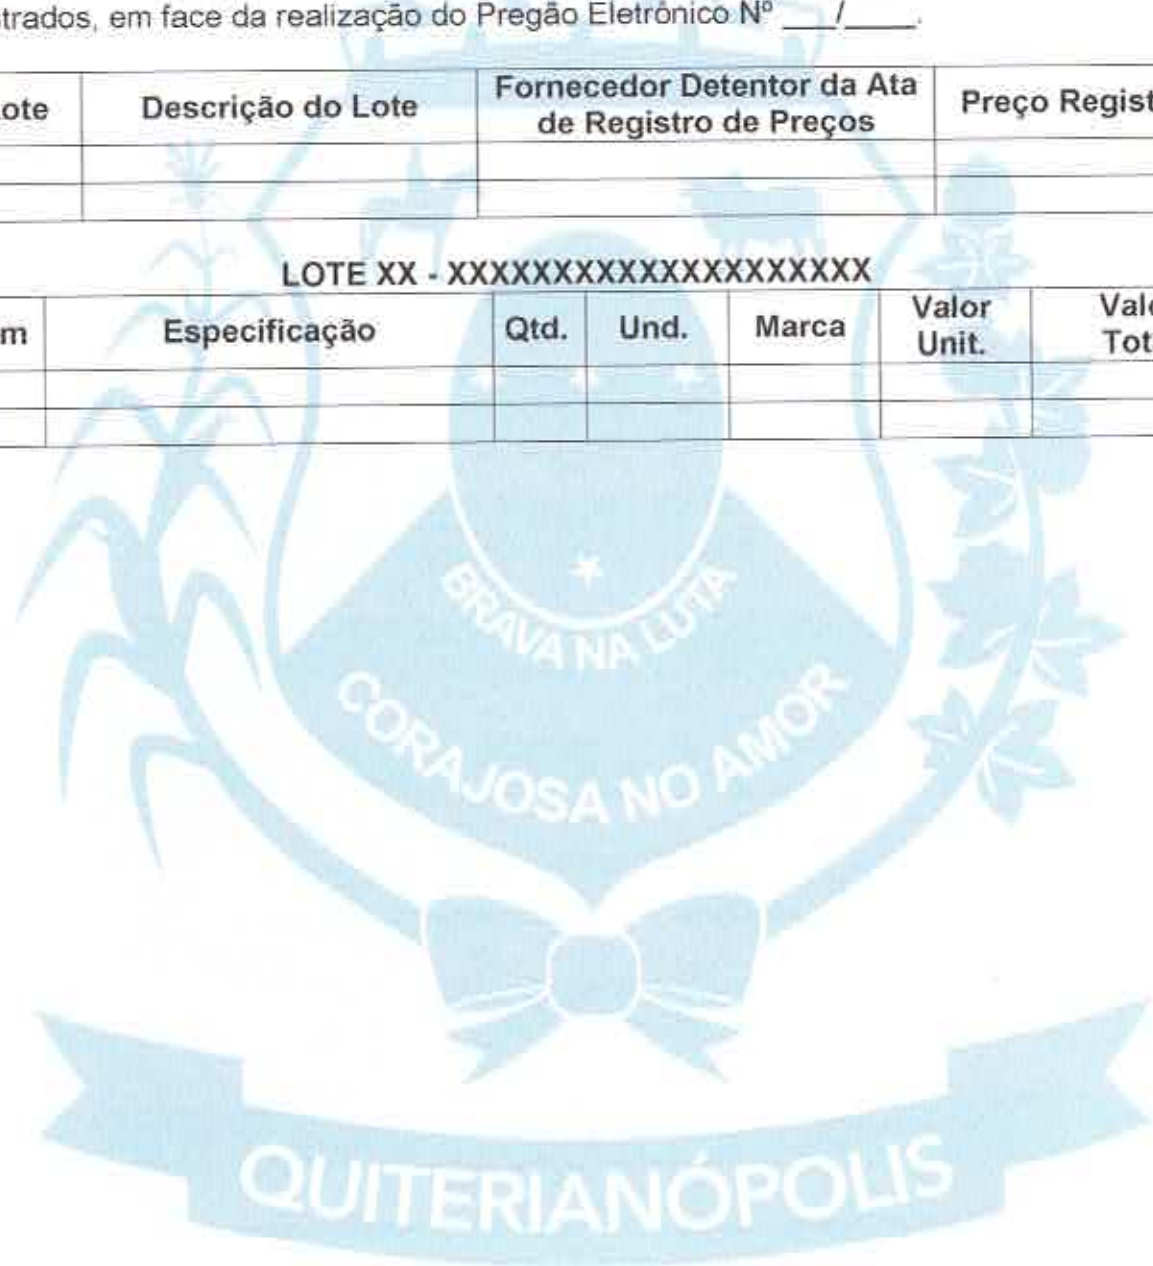 trados, em face da realização do Pregão Eletrônico Nº ___/____.
ote Descrição do Lote Fornecedor Detentor da Ata de Registro de Preços Preço Regist
LOTE XX - XXXXXXXXXXXXXXXXXXXX
m Especificação Qtd. Und. Marca Valor Unit. Val Tot
BRAVA NA LUTA
CORAJOSA NO AMOR
QUITERIANÓPOLIS